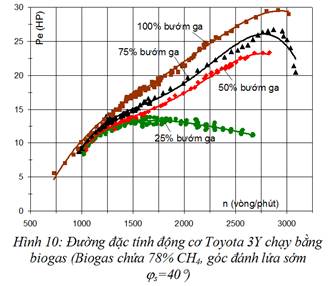 Pe (HP)
30
25
20
15
10
5
0
100% bướm ga
75% bướm ga
50% bướm ga
25% bướm ga
n (vòng/phút)
500
1000
1500
2000
2500
3000
3500
Hình 10: Đường đặc tính động cơ Toyota 3Y chạy bằng
biogas (Biogas chứa 78% CH4, góc đánh lửa sớm
φs=40°)